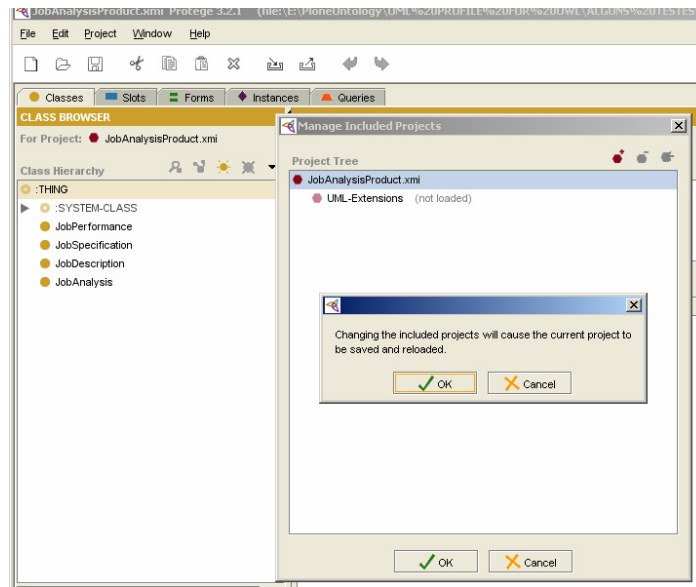 JobAnalysisProduct.xmi Protege 3.2.1 (file:\E:\PloneOntology\UML%20PROFILE%20FOR%20OWL\ALGUNS%20TESTES
File Edit Project Window Help
Classes Slots Forms Instances Queries
CLASS BROWSER
For Project: JobAnalysisProduct.xmi
Class Hierarchy
:THING
:SYSTEM-CLASS
JobPerformance
JobSpecification
JobDescription
JobAnalysis
Manage Included Projects
Project Tree
JobAnalysisProduct.xmi
UML-Extensions (not loaded)
Changing the included projects will cause the current project to
be saved and reloaded.
OK Cancel
OK Cancel